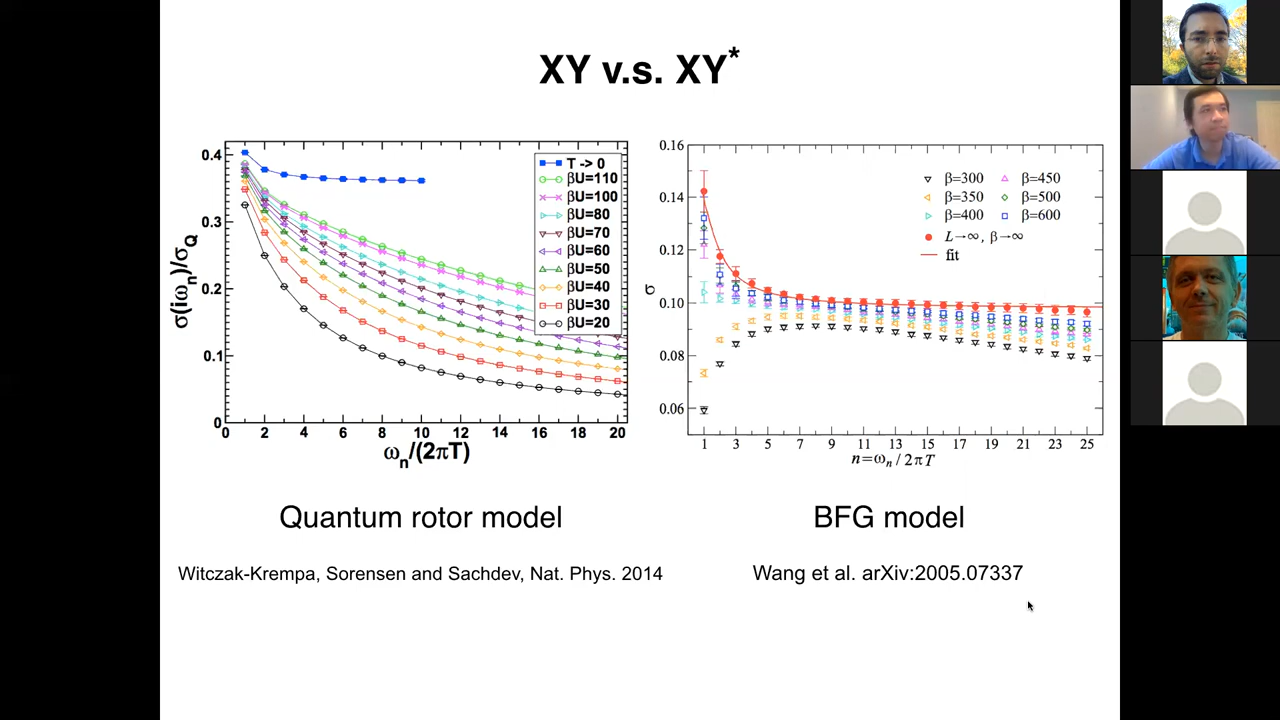 XY v.s. XY*
0.4
0.3
0.2
0.1
0
σ(iωn)/σQ
T -> 0
βU=110
βU=100
βU=80
βU=70
βU=60
βU=50
βU=40
βU=30
βU=20
0 2 4 6 8 10 12 14 16 18 20
ωn/(2πT)
0.16
0.14
0.12
0.10
0.08
0.06
σ
β=300 β=450
β=350 β=500
β=400 β=600
L→∞, β→∞
fit
1 3 5 7 9 11 13 15 17 19 21 23 25
n=ωn/2πT
Quantum rotor model
BFG model
Witczak-Krempa, Sorensen and Sachdev, Nat. Phys. 2014
Wang et al. arXiv:2005.07337